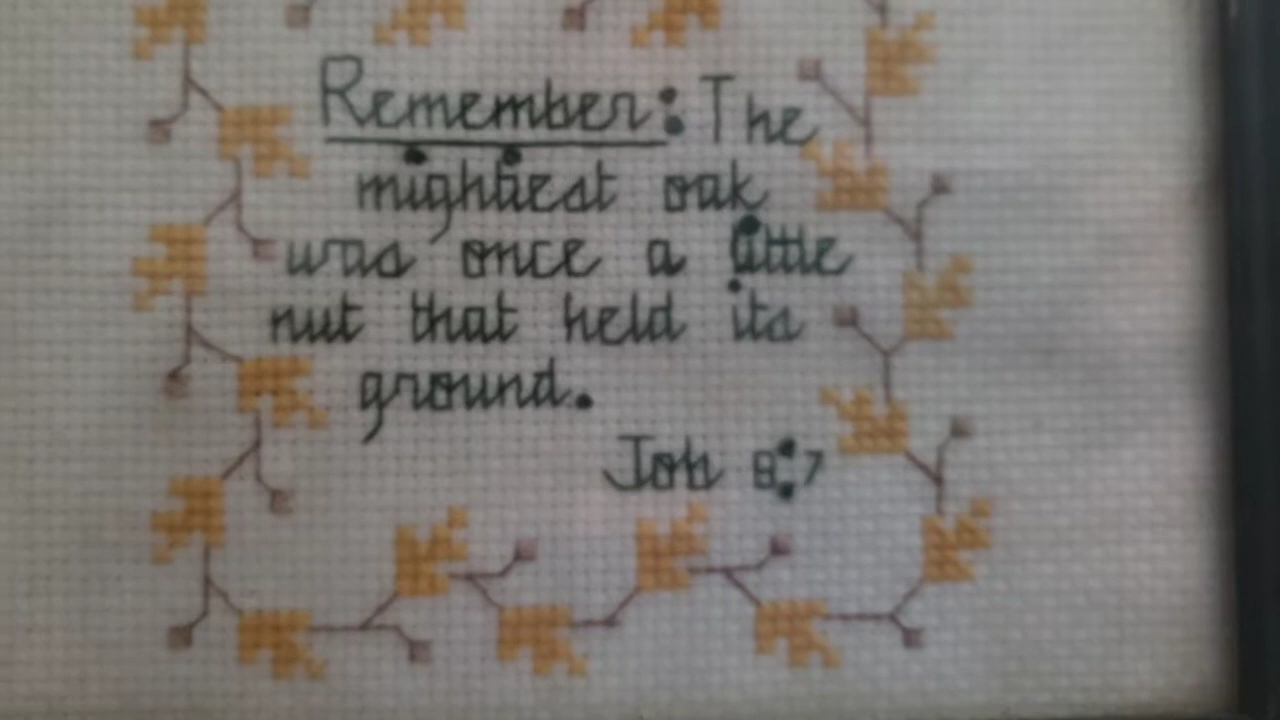 Remember: The
mightiest oak
was once a little
nut that held its
ground.
Job 8:7